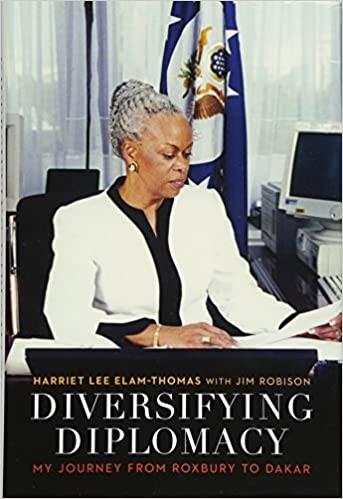 HARRIET LEE ELAM-THOMAS WITH JIM ROBISON
DIVERSIFYING
DIPLOMACY
MY JOURNEY FROM ROXBURY TO DAKAR